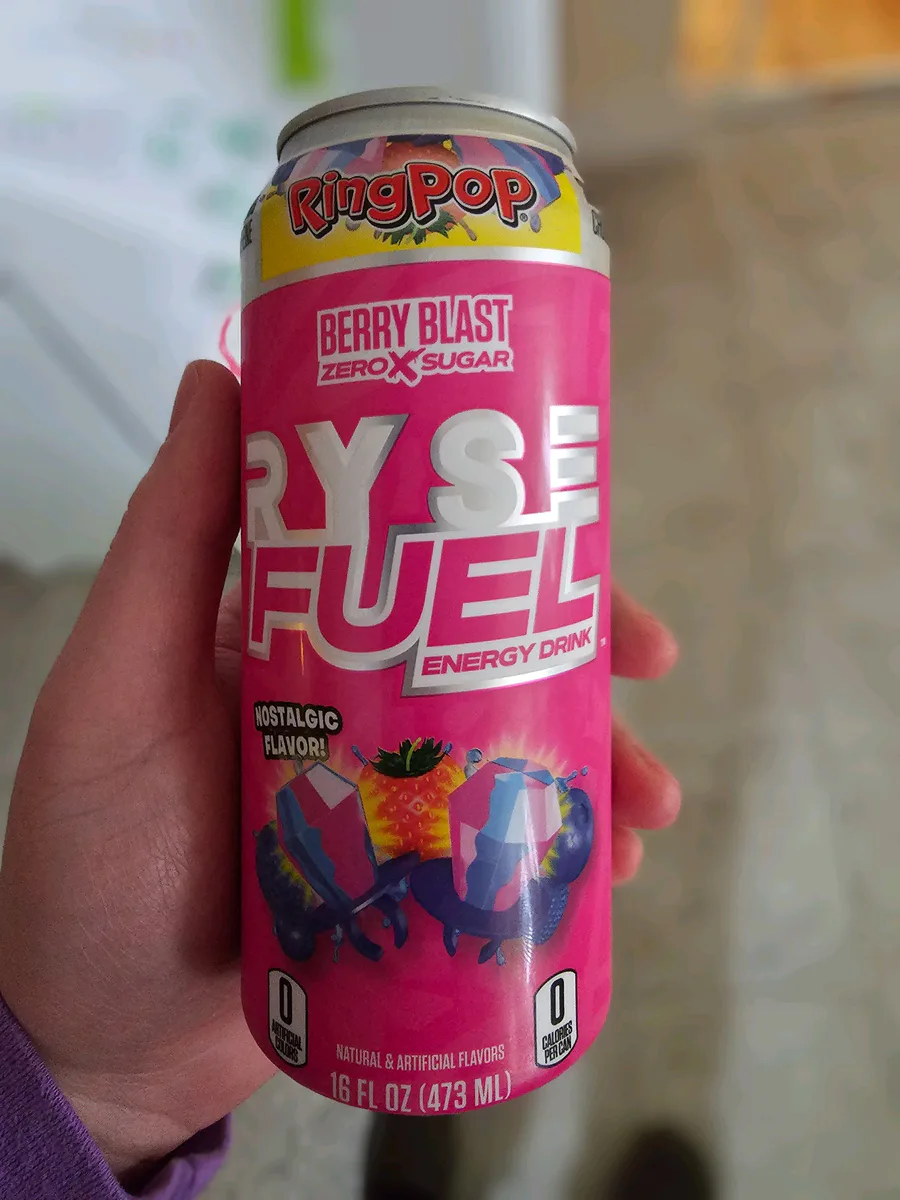 RingPOP®
BERRY BLAST
ZERO X SUGAR
RYSE
FUEL
ENERGY DRINK
NOSTALGIC
FLAVOR!
0
ARTIFICIAL
COLORS
0
CALORIES
PER CAN
NATURAL & ARTIFICIAL FLAVORS
16 FL OZ (473 ML)